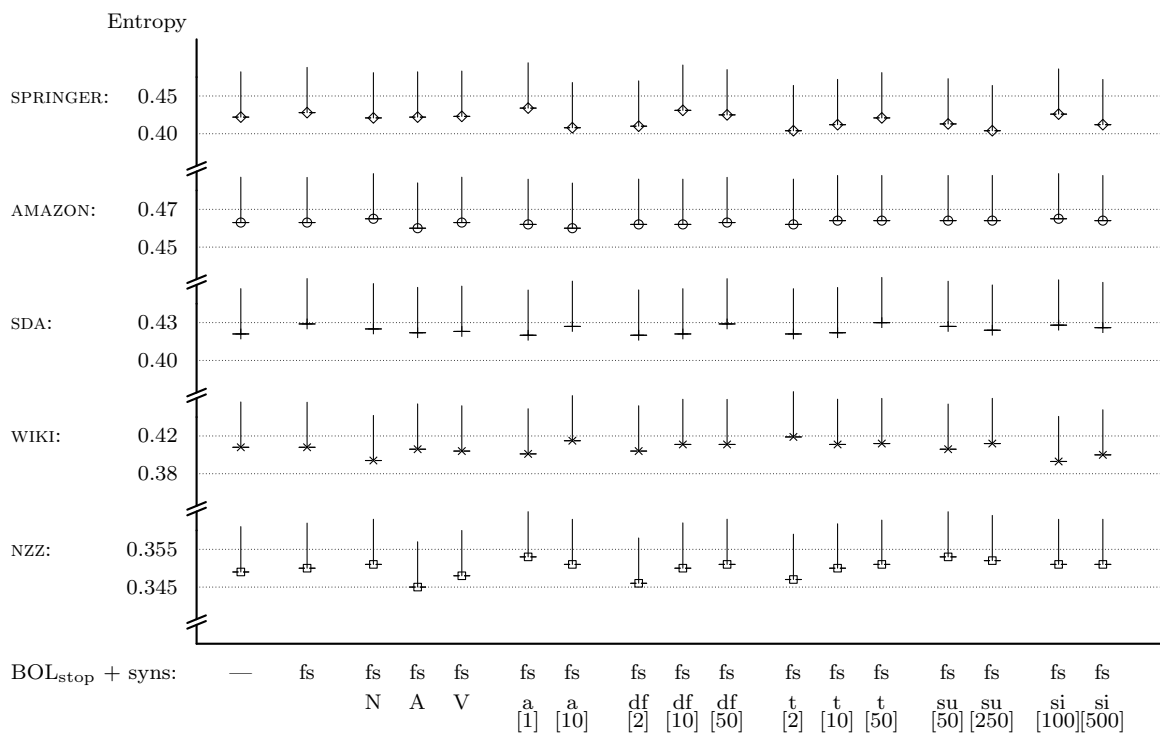 Entropy
SPRINGER: 0.45
0.40
AMAZON: 0.47
0.45
SDA: 0.43
0.40
WIKI: 0.42
0.38
NZZ: 0.355
0.345
BOLstop + syns: — fs fs fs fs fs fs fs fs fs fs fs fs fs fs fs fs
N A V a a df df df t t t su su si si
[1] [10] [2] [10] [50] [2] [10] [50] [50] [250] [100] [500]